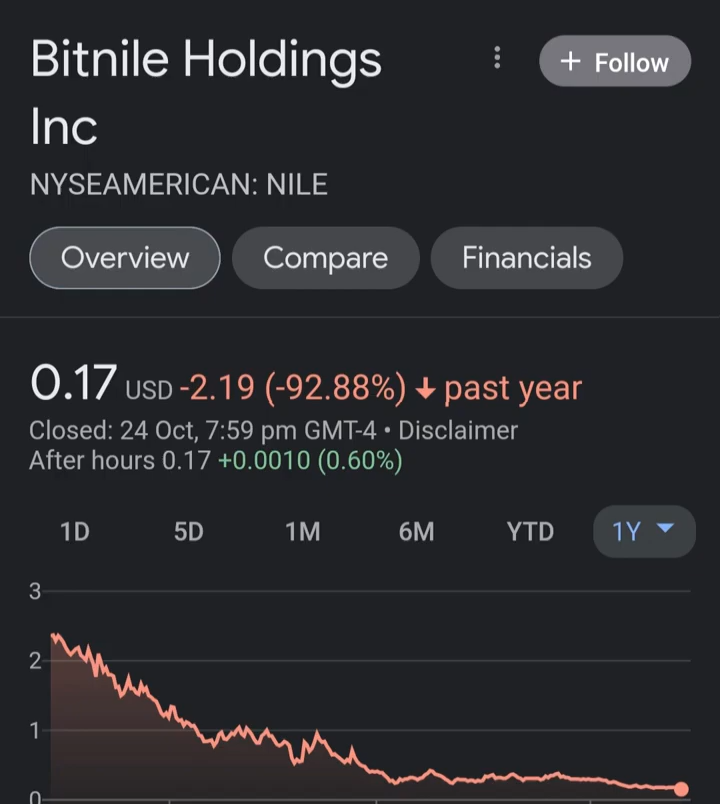 Bitnile Holdings
Inc
+ Follow
NYSEAMERICAN: NILE
Overview
Compare
Financials
0.17 USD -2.19 (-92.88%) ↓ past year
Closed: 24 Oct, 7:59 pm GMT-4 • Disclaimer
After hours 0.17 +0.0010 (0.60%)
1D 5D 1M 6M YTD 1Y
3
2
1
0